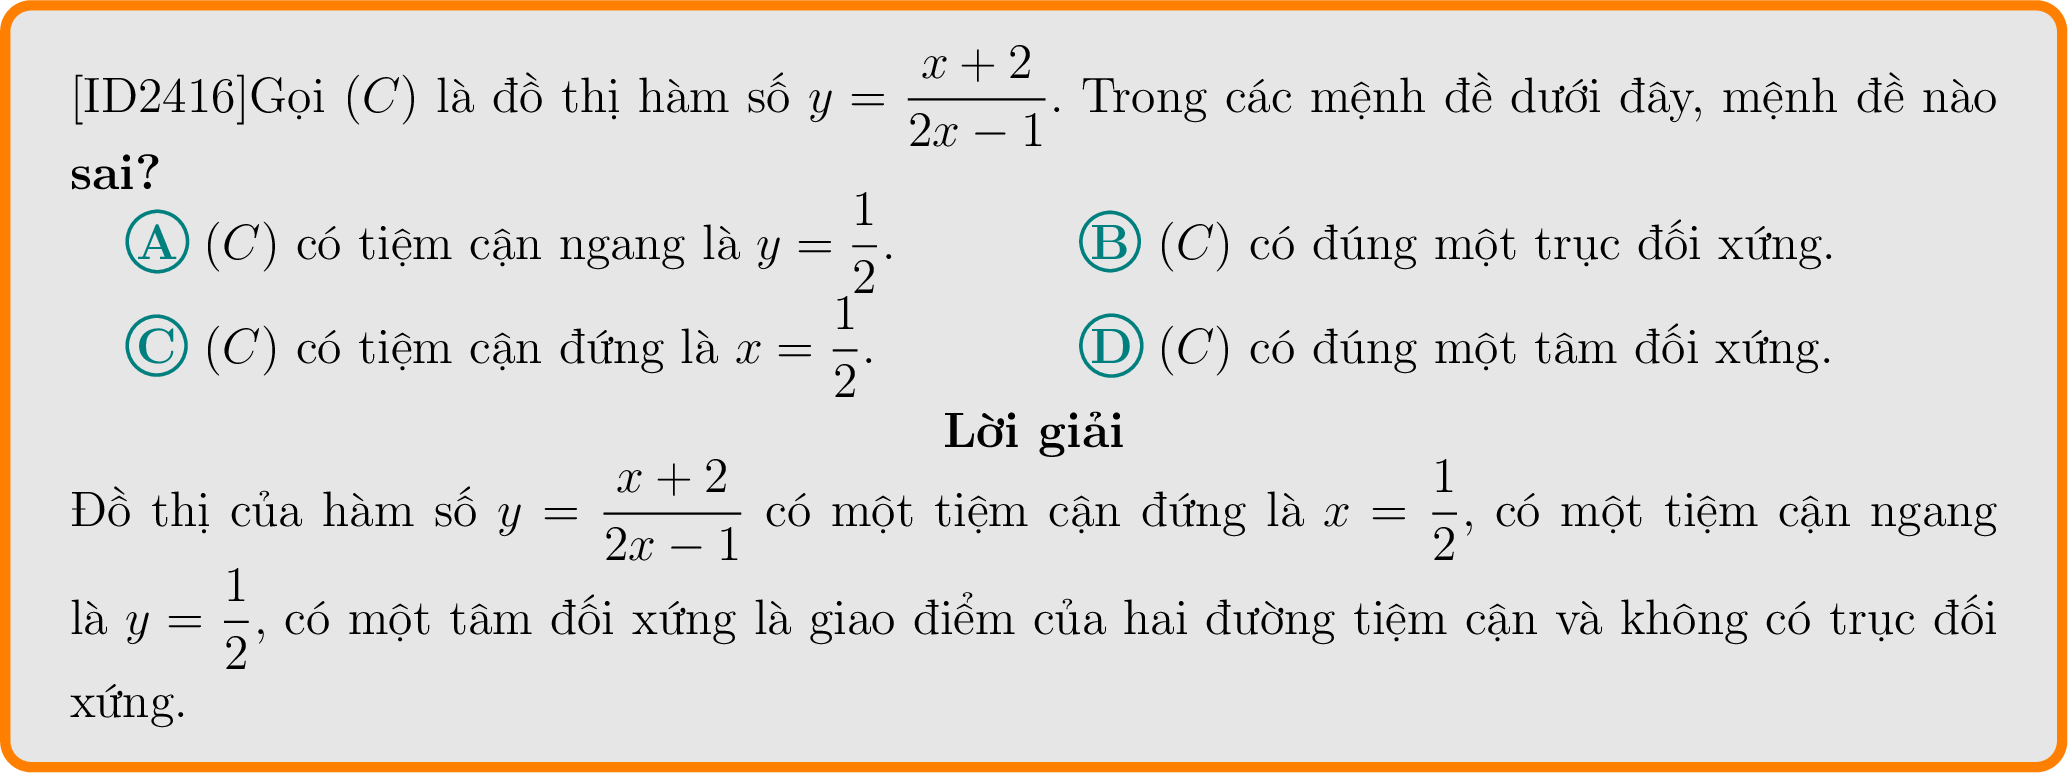 [ID2416]Gọi (C) là đồ thị hàm số y = \frac{x + 2}{2x − 1}. Trong các mệnh đề dưới đây, mệnh đề nào
sai?
A (C) có tiệm cận ngang là y = \frac{1}{2}. B (C) có đúng một trục đối xứng.
C (C) có tiệm cận đứng là x = \frac{1}{2}. D (C) có đúng một tâm đối xứng.
Lời giải
Đồ thị của hàm số y = \frac{x + 2}{2x − 1} có một tiệm cận đứng là x = \frac{1}{2}, có một tiệm cận ngang
là y = \frac{1}{2}, có một tâm đối xứng là giao điểm của hai đường tiệm cận và không có trục đối
xứng.